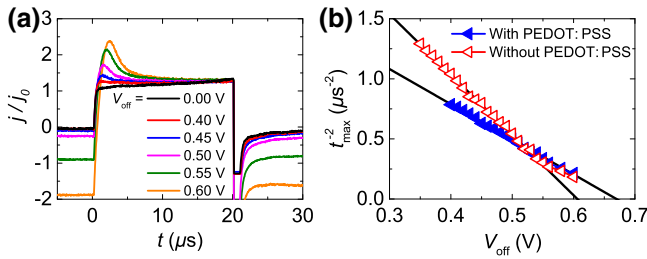 (a)
j / j0
2
1
0
-1
-2
Voff =
0.00 V
0.40 V
0.45 V
0.50 V
0.55 V
0.60 V
0 10 20 30
t (µs)
(b)
t-2max (µs-2)
1.5
1.0
0.5
0.0
With PEDOT:PSS
Without PEDOT:PSS
0.3 0.4 0.5 0.6 0.7
Voff (V)